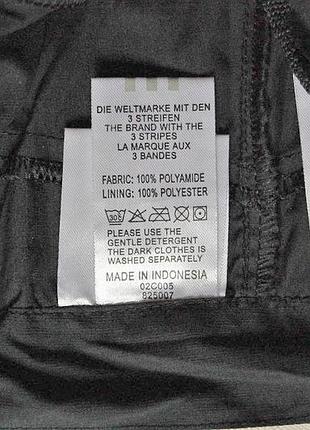 DIE WELTMARKE MIT DEN
3 STREIFEN
THE BRAND WITH THE
3 STRIPES
LA MARQUE AUX
3 BANDES
FABRIC: 100% POLYAMIDE
LINING: 100% POLYESTER
30
PLEASE USE THE
GENTLE DETERGENT
THE DARK CLOTHES IS
WASHED SEPARATELY
MADE IN INDONESIA
02C005
825007